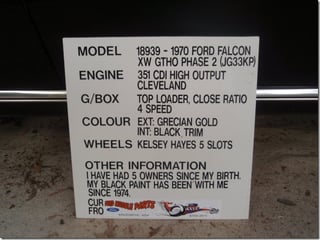 MODEL 18939 - 1970 FORD FALCON
XW GTHO PHASE 2 (JG33KP)
ENGINE 351 CDI HIGH OUTPUT
CLEVELAND
G/BOX TOP LOADER, CLOSE RATIO
4 SPEED
COLOUR EXT: GRECIAN GOLD
INT: BLACK TRIM
WHEELS KELSEY HAYES 5 SLOTS
OTHER INFORMATION
I HAVE HAD 5 OWNERS SINCE MY BIRTH.
MY BLACK PAINT HAS BEEN WITH ME
SINCE 1974.
CUR
FRO
PARTS
Ford